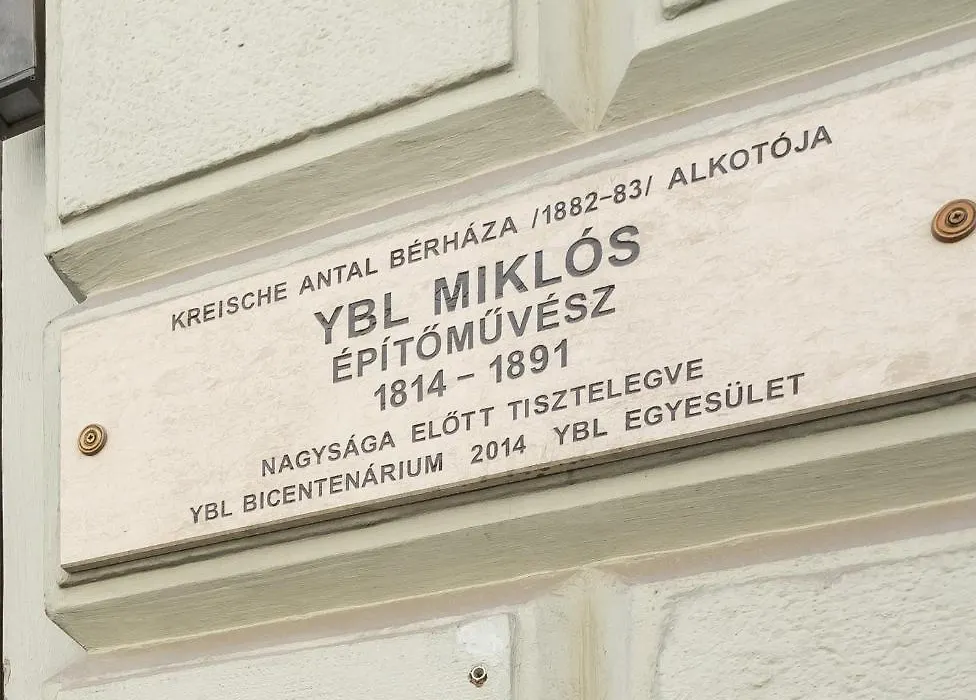 KREISCHE ANTAL BÉRHÁZA /1882-83/ ALKOTÓJA
YBL MIKLÓS
ÉPÍTŐMŰVÉSZ
1814 - 1891
NAGYSÁGA ELŐTT TISZTELEGVE
YBL BICENTENÁRIUM 2014 YBL EGYESÜLET